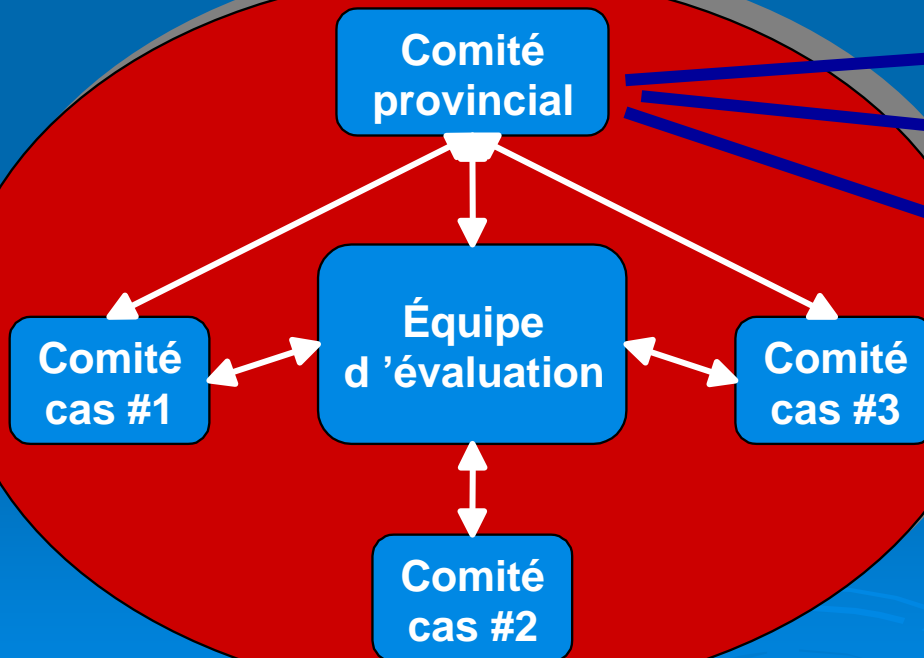 Comité
provincial
Équipe
d ’évaluation
Comité
cas #1
Comité
cas #3
Comité
cas #2